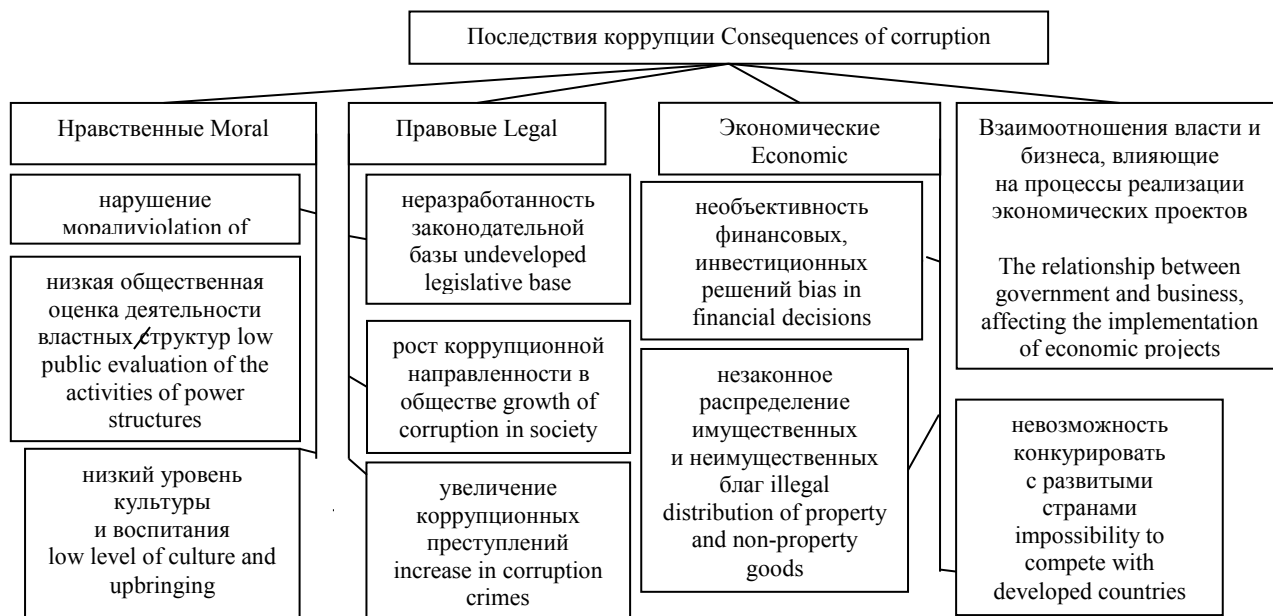 Последствия коррупции Consequences of corruption
Нравственные Moral
нарушение
моралиviolation of
низкая общественная
оценка деятельности
властных структур low
public evaluation of the
activities of power
structures
низкий уровень
культуры
и воспитания
low level of culture and
upbringing
Правовые Legal
неразработанность
законодательной
базы undeveloped
legislative base
рост коррупционной
направленности в
обществе growth of
corruption in society
увеличение
коррупционных
преступлений
increase in corruption
crimes
Экономические
Economic
необъективность
финансовых,
инвестиционных
решений bias in
financial decisions
незаконное
распределение
имущественных
и неимущественных
благ illegal
distribution of property
and non-property
goods
Взаимоотношения власти и
бизнеса, влияющие
на процессы реализации
экономических проектов
The relationship between
government and business,
affecting the implementation
of economic projects
невозможность
конкурировать
с развитыми
странами
impossibility to
compete with
developed countries